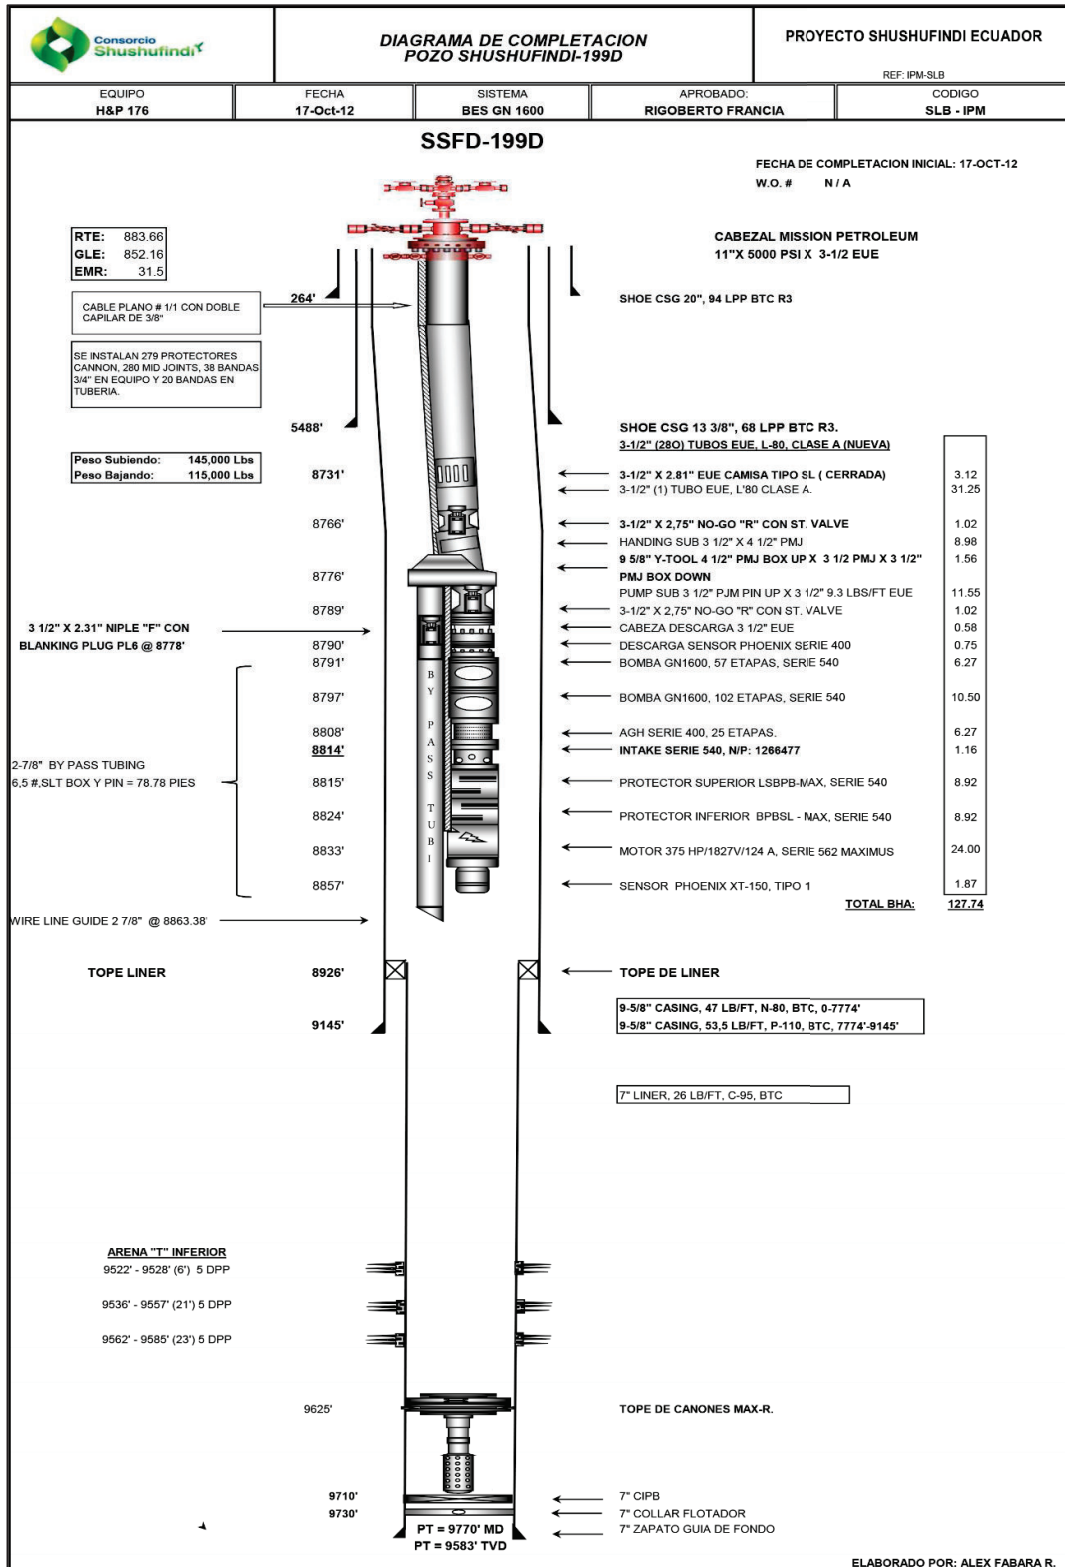 Consorcio
Shushufindi
DIAGRAMA DE COMPLETACION
POZO SHUSHUFINDI-199D
PROYECTO SHUSHUFINDI ECUADOR
REF: IPM-SLB
EQUIPO
H&P 176
FECHA
17-Oct-12
SISTEMA
BES GN 1600
APROBADO:
RIGOBERTO FRANCIA
CODIGO
SLB - IPM
SSFD-199D
FECHA DE COMPLETACION INICIAL: 17-OCT-12
W.O. # N / A
RTE: 883.66
GLE: 852.16
EMR: 31.5
CABEZAL MISSION PETROLEUM
11"X 5000 PSI X 3-1/2 EUE
CABLE PLANO # 1/1 CON DOBLE
CAPILAR DE 3/8"
264'
SHOE CSG 20", 94 LPP BTC R3
SE INSTALAN 279 PROTECTORES
CANNON, 280 MID JOINTS, 38 BANDAS
3/4" EN EQUIPO Y 20 BANDAS EN
TUBERIA.
5488'
SHOE CSG 13 3/8", 68 LPP BTC R3.
3-1/2" (28O) TUBOS EUE, L-80, CLASE A (NUEVA)
Peso Subiendo: 145,000 Lbs
Peso Bajando: 115,000 Lbs
8731'
3-1/2" X 2.81" EUE CAMISA TIPO SL ( CERRADA) 3.12
3-1/2" (1) TUBO EUE, L'80 CLASE A. 31.25
8766'
3-1/2" X 2,75" NO-GO "R" CON ST. VALVE 1.02
HANDING SUB 3 1/2" X 4 1/2" PMJ 8.98
9 5/8" Y-TOOL 4 1/2" PMJ BOX UP X 3 1/2 PMJ X 3 1/2" 1.56
8776'
PMJ BOX DOWN
PUMP SUB 3 1/2" PJM PIN UP X 3 1/2" 9.3 LBS/FT EUE 11.55
8789'
3-1/2" X 2,75" NO-GO "R" CON ST. VALVE 1.02
3 1/2" X 2.31" NIPLE "F" CON
BLANKING PLUG PL6 @ 8778'
CABEZA DESCARGA 3 1/2" EUE 0.58
8790'
DESCARGA SENSOR PHOENIX SERIE 400 0.75
8791'
BOMBA GN1600, 57 ETAPAS, SERIE 540 6.27
8797'
BOMBA GN1600, 102 ETAPAS, SERIE 540 10.50
8808'
AGH SERIE 400, 25 ETAPAS. 6.27
8814'
INTAKE SERIE 540, N/P: 1266477 1.16
2-7/8" BY PASS TUBING
6,5 #,SLT BOX Y PIN = 78.78 PIES
8815'
PROTECTOR SUPERIOR LSBPB-MAX, SERIE 540 8.92
8824'
PROTECTOR INFERIOR BPBSL - MAX, SERIE 540 8.92
8833'
MOTOR 375 HP/1827V/124 A, SERIE 562 MAXIMUS 24.00
8857'
SENSOR PHOENIX XT-150, TIPO 1 1.87
BY PASS TUBI
TOTAL BHA: 127.74
WIRE LINE GUIDE 2 7/8" @ 8863.38'
TOPE LINER
8926'
TOPE DE LINER
9-5/8" CASING, 47 LB/FT, N-80, BTC, 0-7774'
9-5/8" CASING, 53,5 LB/FT, P-110, BTC, 7774'-9145'
9145'
7" LINER, 26 LB/FT, C-95, BTC
ARENA "T" INFERIOR
9522' - 9528' (6') 5 DPP
9536' - 9557' (21') 5 DPP
9562' - 9585' (23') 5 DPP
9625'
TOPE DE CANONES MAX-R.
9710'
7" CIPB
9730'
7" COLLAR FLOTADOR
PT = 9770' MD
7" ZAPATO GUIA DE FONDO
PT = 9583' TVD
ELABORADO POR: ALEX FABARA R.